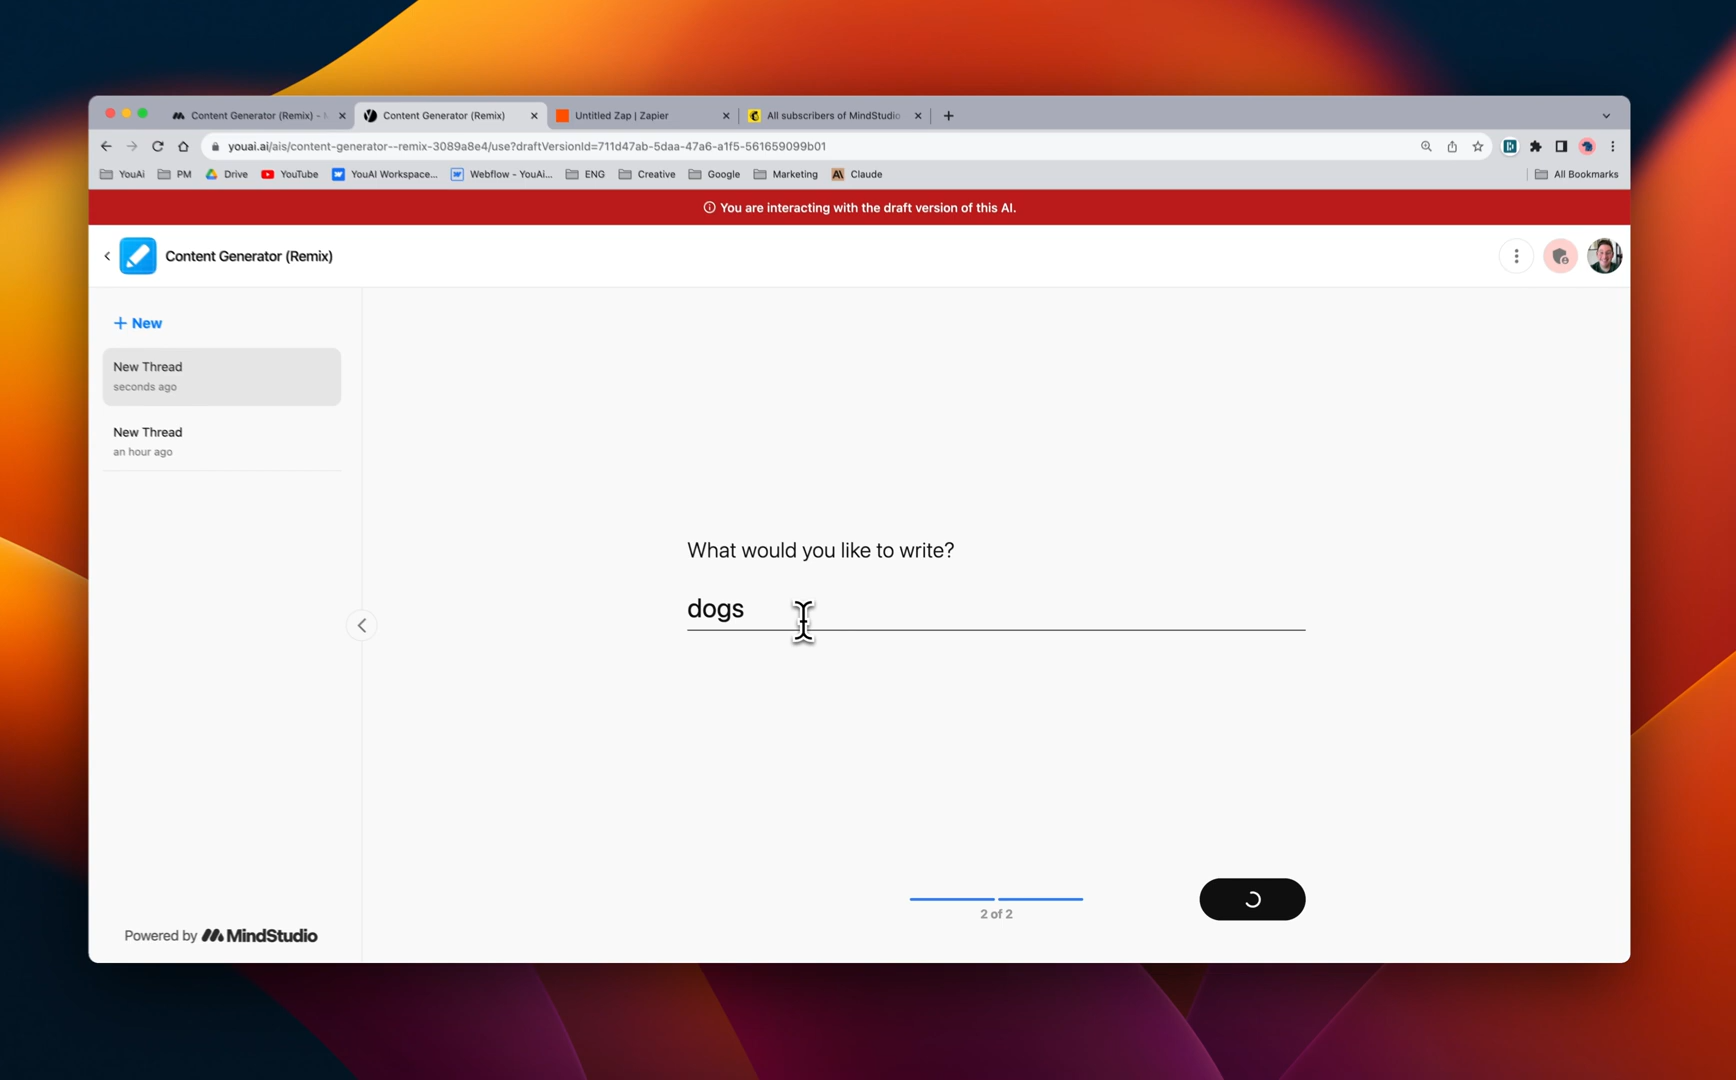 Content Generator (Remix) -
Content Generator (Remix)
Untitled Zap | Zapier
All subscribers of MindStudio
youai.ai/ais/content-generator--remix-3089a8e4/use?draftVersionId=711d47ab-5daa-47a6-a1f5-561659099b01
YouAi
PM
Drive
YouTube
YouAI Workspace...
Webflow - YouAi...
ENG
Creative
Google
Marketing
Claude
All Bookmarks
You are interacting with the draft version of this AI.
Content Generator (Remix)
+ New
New Thread
seconds ago
New Thread
an hour ago
What would you like to write?
dogs
2 of 2
Powered by MindStudio